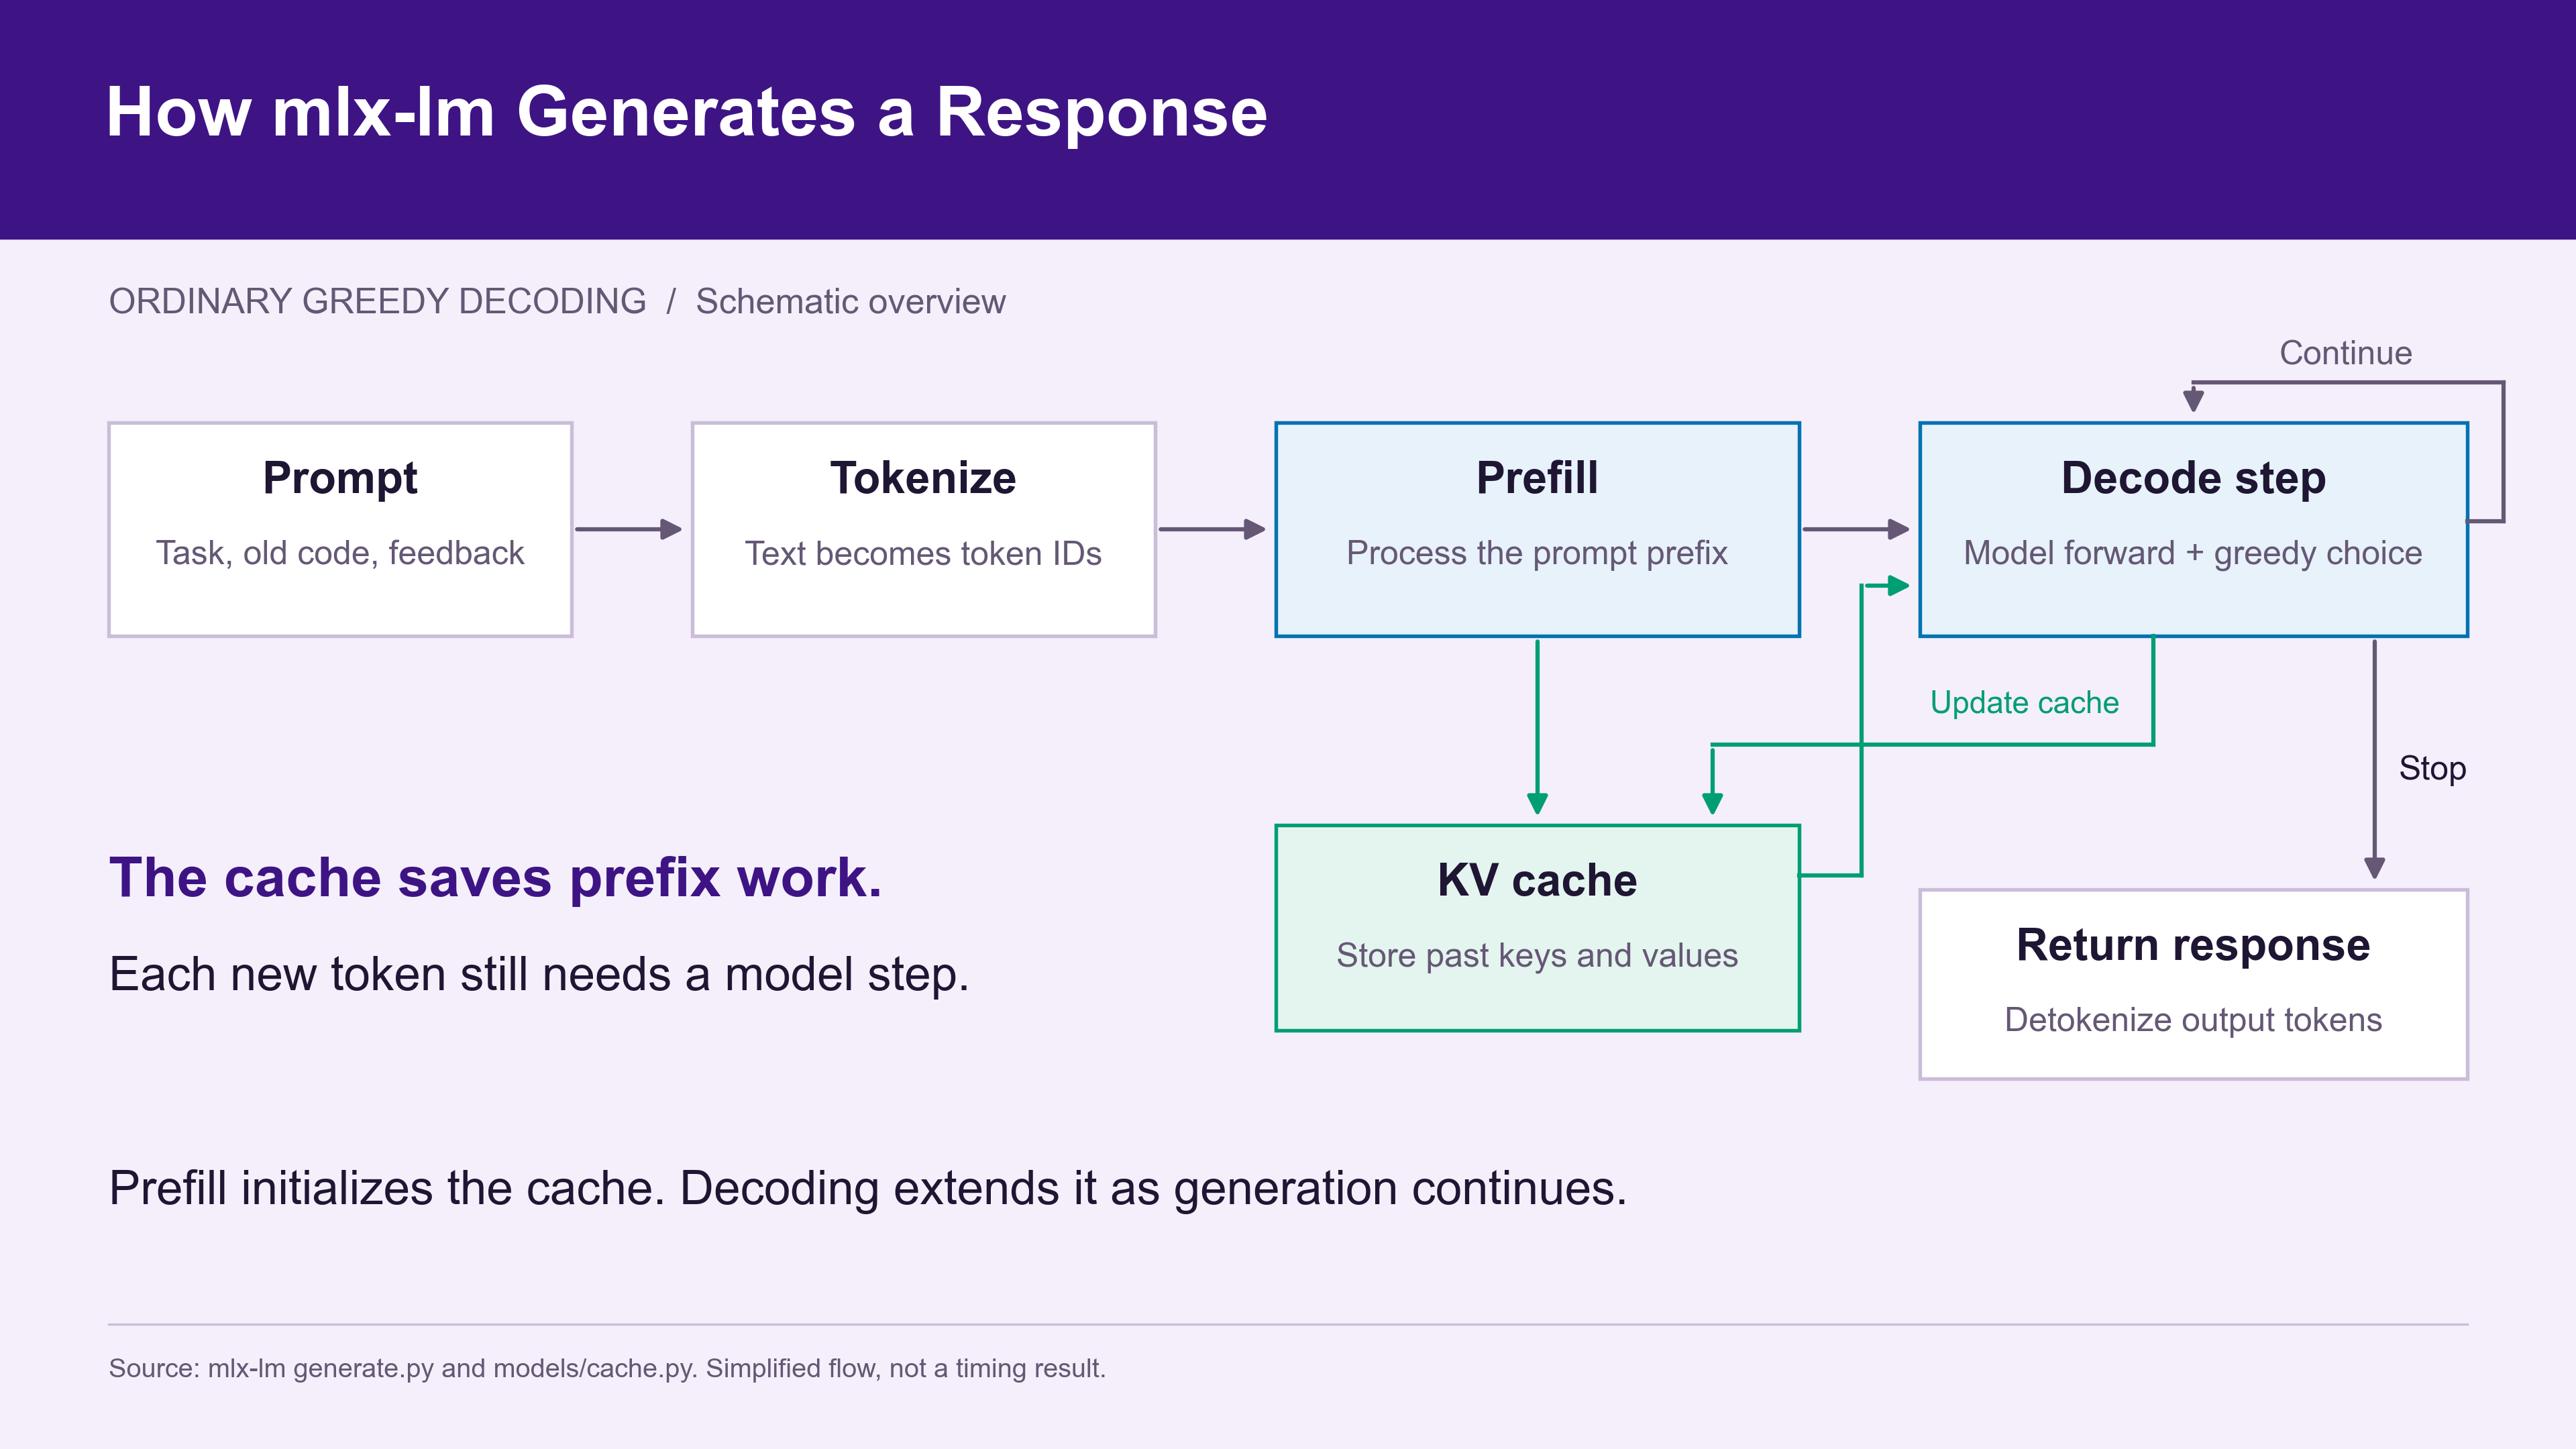 How mlx-lm Generates a Response
ORDINARY GREEDY DECODING / Schematic overview
Continue
Prompt
Task, old code, feedback
Tokenize
Text becomes token IDs
Prefill
Process the prompt prefix
Decode step
Model forward + greedy choice
Update cache
Stop
The cache saves prefix work.
Each new token still needs a model step.
KV cache
Store past keys and values
Return response
Detokenize output tokens
Prefill initializes the cache. Decoding extends it as generation continues.
Source: mlx-lm generate.py and models/cache.py. Simplified flow, not a timing result.